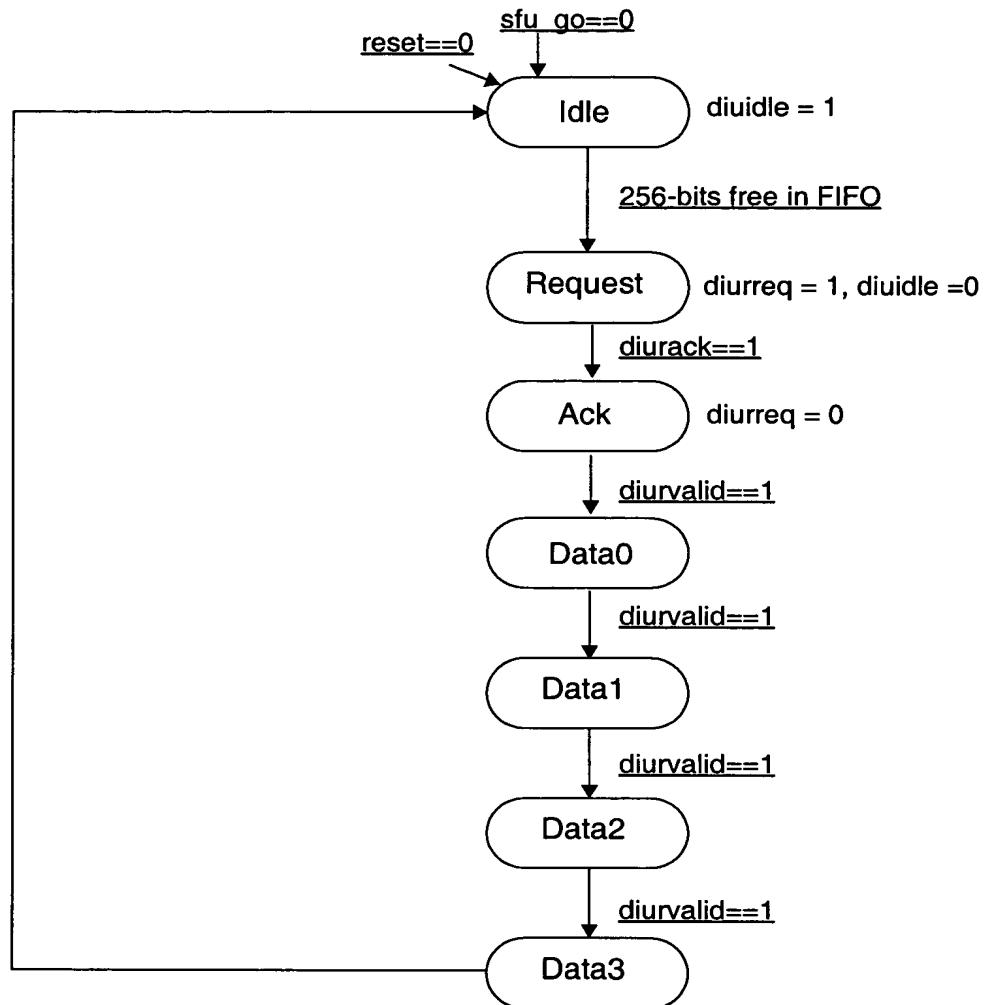 sfu_go==0
reset==0
Idle
diuidle = 1
256-bits free in FIFO
Request
diurreq = 1, diuidle =0
diurack==1
Ack
diurreq = 0
diurvalid==1
Data0
diurvalid==1
Data1
diurvalid==1
Data2
diurvalid==1
Data3